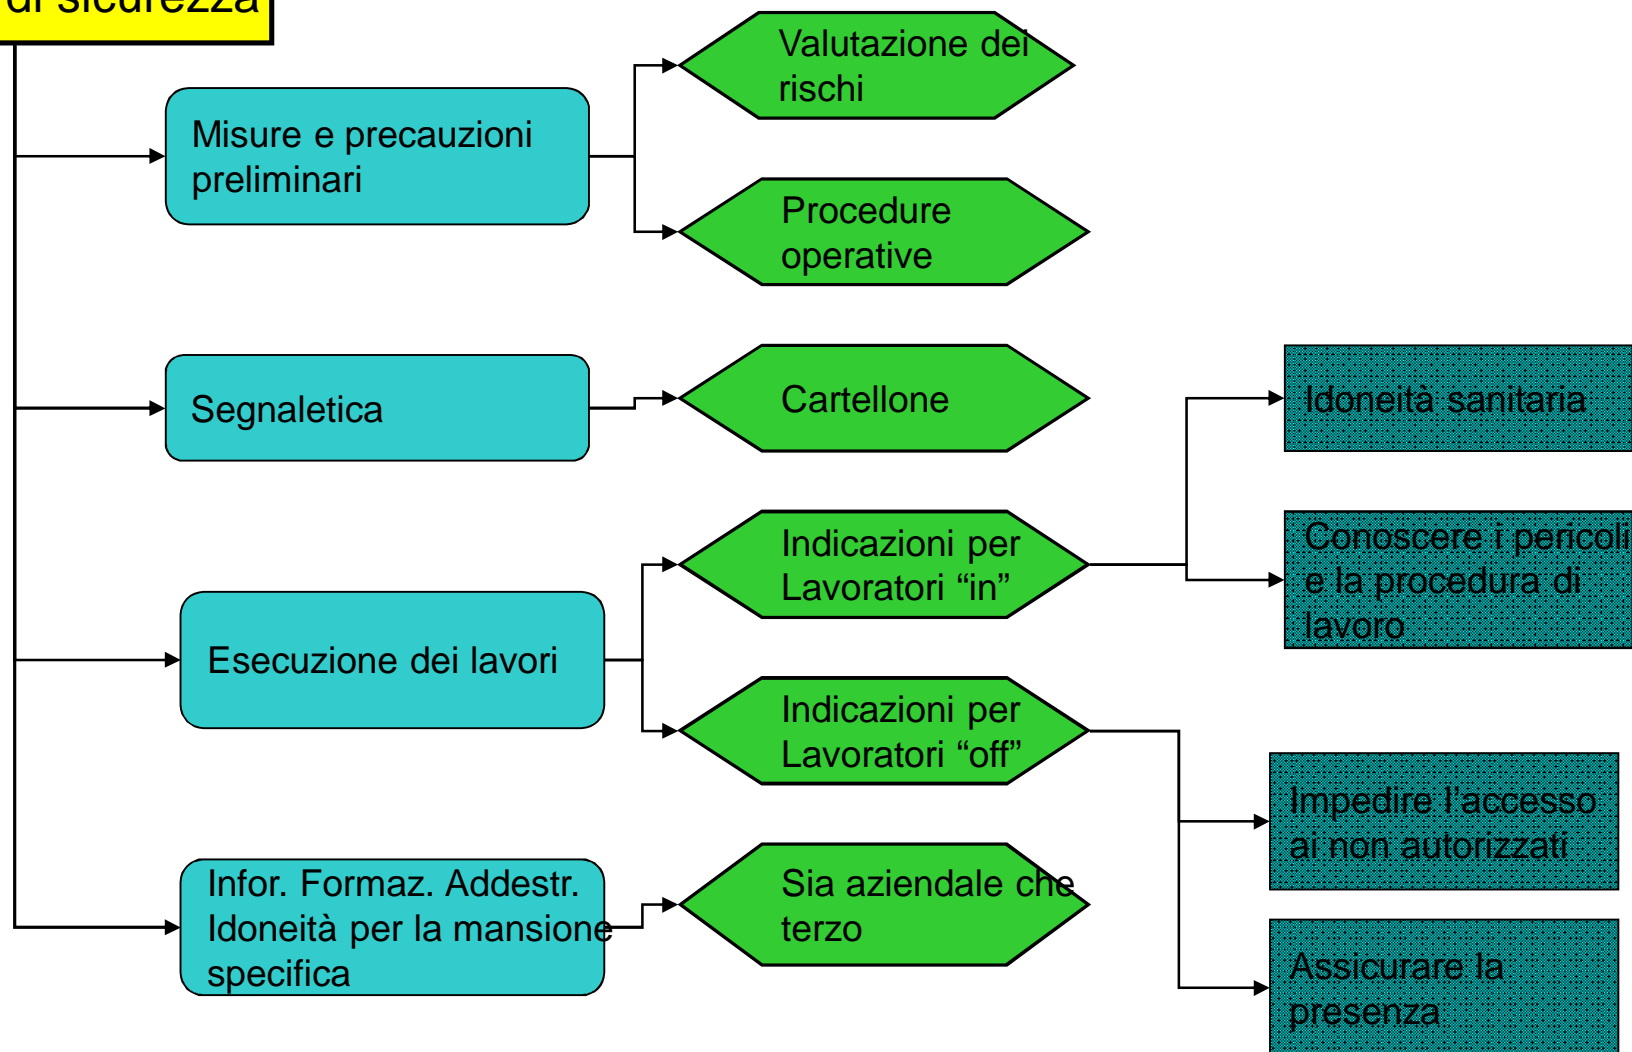 di sicurezza
Valutazione dei
rischi
Misure e precauzioni
preliminari
Procedure
operative
Segnaletica
Cartellone
Idoneità sanitaria
Indicazioni per
Lavoratori “in”
Conoscere i pericoli
e la procedura di
lavoro
Esecuzione dei lavori
Indicazioni per
Lavoratori “off”
Impedire l’accesso
ai non autorizzati
Infor. Formaz. Addestr.
Idoneità per la mansione
specifica
Sia aziendale che
terzo
Assicurare la
presenza